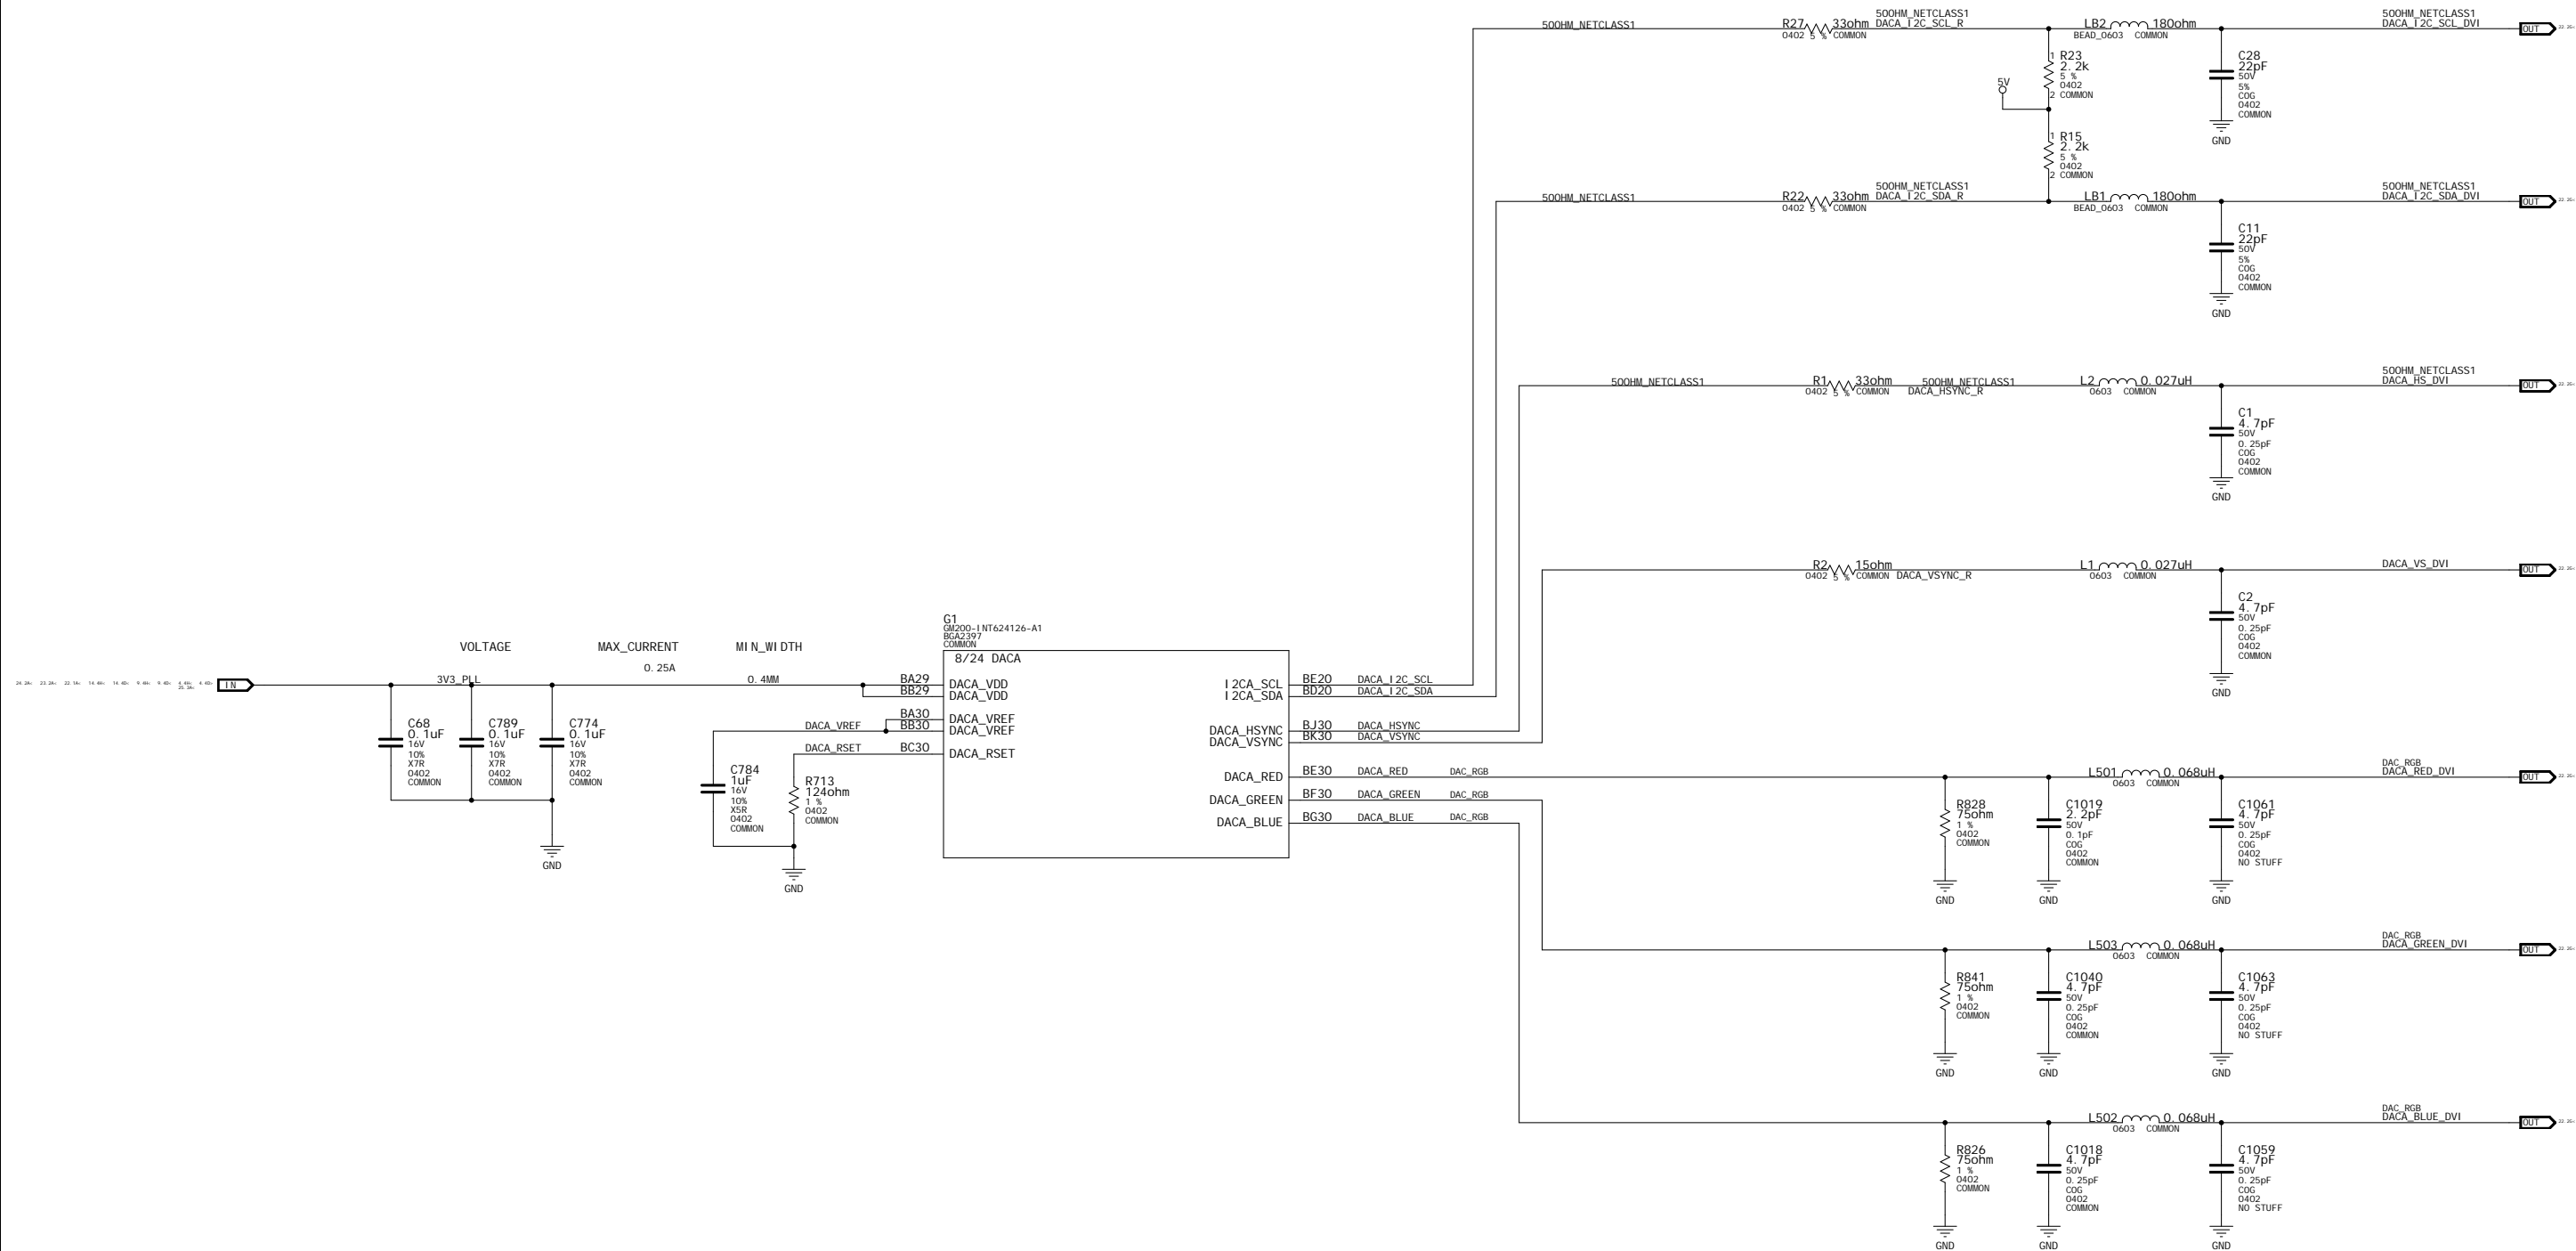 50OHM_NETCLASS1
R27 33ohm
0402 5 % COMMON
50OHM_NETCLASS1
DACA_I2C_SCL_R
LB2 180ohm
BEAD_0603 COMMON
50OHM_NETCLASS1
DACA_I2C_SCL_DVI
OUT
5V
1 R23
2.2k
5 %
0402
2 COMMON
C28
22pF
50V
5%
COG
0402
COMMON
GND
1 R15
2.2k
5 %
0402
2 COMMON
50OHM_NETCLASS1
R22 33ohm
0402 5 % COMMON
50OHM_NETCLASS1
DACA_I2C_SDA_R
LB1 180ohm
BEAD_0603 COMMON
50OHM_NETCLASS1
DACA_I2C_SDA_DVI
OUT
C11
22pF
50V
5%
COG
0402
COMMON
GND
50OHM_NETCLASS1
R1 33ohm
0402 5 % COMMON
50OHM_NETCLASS1
DACA_HSYNC_R
L2 0.027uH
0603 COMMON
50OHM_NETCLASS1
DACA_HS_DVI
OUT
C1
4.7pF
50V
0.25pF
COG
0402
COMMON
GND
R2 15ohm
0402 5 % COMMON DACA_VSYNC_R
L1 0.027uH
0603 COMMON
DACA_VS_DVI
OUT
C2
4.7pF
50V
0.25pF
COG
0402
COMMON
GND
VOLTAGE MAX_CURRENT MIN_WIDTH
0.25A
IN
3V3_PLL 0.4MM
C68
0.1uF
16V
10%
X7R
0402
COMMON
C789
0.1uF
16V
10%
X7R
0402
COMMON
C774
0.1uF
16V
10%
X7R
0402
COMMON
GND
DACA_VREF
DACA_RSET
C784
1uF
16V
10%
X5R
0402
COMMON
R713
124ohm
1 %
0402
COMMON
GND
G1
GM200-INT624126-A1
BGA2397
COMMON
8/24 DACA
BA29 DACA_VDD
BB29 DACA_VDD
BA30 DACA_VREF
BB30 DACA_VREF
BC30 DACA_RSET
I2CA_SCL BE20 DACA_I2C_SCL
I2CA_SDA BD20 DACA_I2C_SDA
DACA_HSYNC BJ30 DACA_HSYNC
DACA_VSYNC BK30 DACA_VSYNC
DACA_RED BE30 DACA_RED DAC_RGB
DACA_GREEN BF30 DACA_GREEN DAC_RGB
DACA_BLUE BG30 DACA_BLUE DAC_RGB
L501 0.068uH
0603 COMMON
DAC_RGB
DACA_RED_DVI
OUT
R828
75ohm
1 %
0402
COMMON
GND
C1019
2.2pF
50V
0.1pF
COG
0402
COMMON
GND
C1061
4.7pF
50V
0.25pF
COG
0402
NO STUFF
GND
L503 0.068uH
0603 COMMON
DAC_RGB
DACA_GREEN_DVI
OUT
R841
75ohm
1 %
0402
COMMON
GND
C1040
4.7pF
50V
0.25pF
COG
0402
COMMON
GND
C1063
4.7pF
50V
0.25pF
COG
0402
NO STUFF
GND
L502 0.068uH
0603 COMMON
DAC_RGB
DACA_BLUE_DVI
OUT
R826
75ohm
1 %
0402
COMMON
GND
C1018
4.7pF
50V
0.25pF
COG
0402
COMMON
GND
C1059
4.7pF
50V
0.25pF
COG
0402
NO STUFF
GND